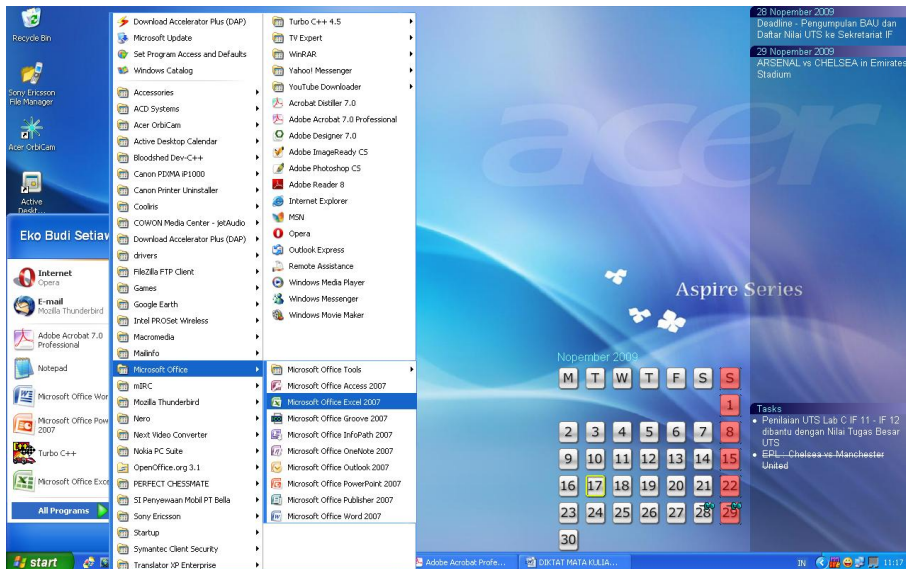 Recycle Bin
Sony Ericsson
File Manager
Acer OrbiCam
Active
Deskt...
Eko Budi Setiaw
Internet
Opera
E-mail
Mozilla Thunderbird
Adobe Acrobat 7.0
Professional
Notepad
Microsoft Office Wor
Microsoft Office Pow
2007
Turbo C++
Microsoft Office Exce
All Programs
start
Download Accelerator Plus (DAP)
Microsoft Update
Set Program Access and Defaults
Windows Catalog
Accessories
ACD Systems
Acer OrbiCam
Active Desktop Calendar
Bloodshed Dev-C++
Canon PIXMA iP1000
Canon Printer Uninstaller
Cooliris
COWON Media Center - jetAudio
Download Accelerator Plus (DAP)
drivers
FileZilla FTP Client
Games
Google Earth
Intel PROSet Wireless
Macromedia
Mailinfo
Microsoft Office
mIRC
Mozilla Thunderbird
Nero
Next Video Converter
Nokia PC Suite
OpenOffice.org 3.1
PERFECT CHESSMATE
SI Penyewaan Mobil PT Bella
Sony Ericsson
Startup
Symantec Client Security
Translator XP Enterprise
Turbo C++ 4.5
TV Expert
WinRAR
Yahoo! Messenger
YouTube Downloader
Acrobat Distiller 7.0
Adobe Acrobat 7.0 Professional
Adobe Designer 7.0
Adobe ImageReady CS
Adobe Photoshop CS
Adobe Reader 8
Internet Explorer
MSN
Opera
Outlook Express
Remote Assistance
Windows Media Player
Windows Messenger
Windows Movie Maker
Microsoft Office Tools
Microsoft Office Access 2007
Microsoft Office Excel 2007
Microsoft Office Groove 2007
Microsoft Office InfoPath 2007
Microsoft Office OneNote 2007
Microsoft Office Outlook 2007
Microsoft Office PowerPoint 2007
Microsoft Office Publisher 2007
Microsoft Office Word 2007
acer
Aspire Series
Nopember 2009
M T W T F S S
1
2 3 4 5 6 7 8
9 10 11 12 13 14 15
16 17 18 19 20 21 22
23 24 25 26 27 28 29
30
28 Nopember 2009
Deadline - Pengumpulan BAU dan
Daftar Nilai UTS ke Sekretariat IF
29 Nopember 2009
ARSENAL vs CHELSEA in Emirates
Stadium
Tasks
Penilaian UTS Lab C IF 11 - IF 12
dibantu dengan Nilai Tugas Besar
UTS
EPL : Chelsea vs Manchester
United
Adobe Acrobat Profe...
DIKTAT MATA KULIA...
IN
11:17